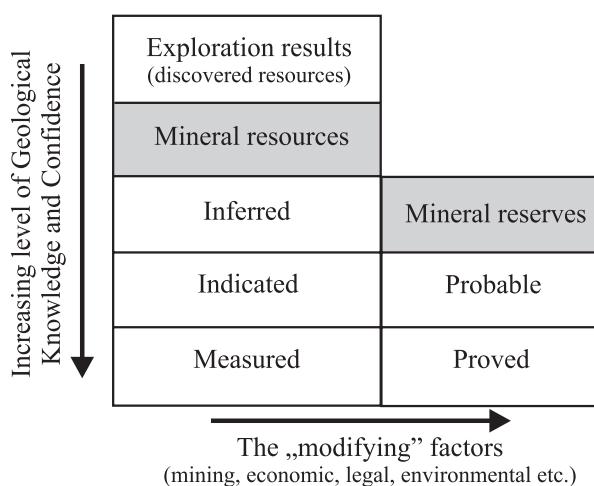 Increasing level of Geological
Knowledge and Confidence
Exploration results
(discovered resources)
Mineral resources
Inferred
Mineral reserves
Indicated
Probable
Measured
Proved
The „modifying” factors
(mining, economic, legal, environmental etc.)